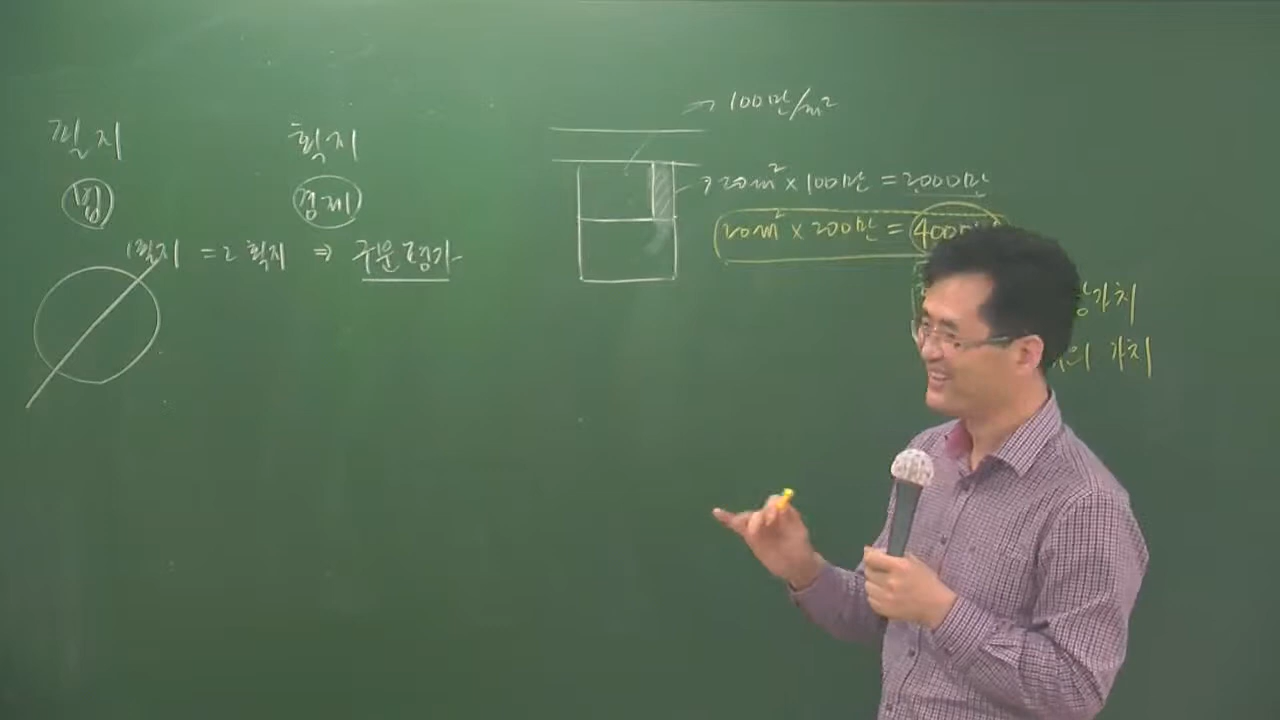 필지
획지
법
경제
1획지 = 2 획지 ⇒ 구분평가
→ 100만/m²
→ 20m² × 100만 = 2000만
20m² × 200만 = 400
가치
의 가치